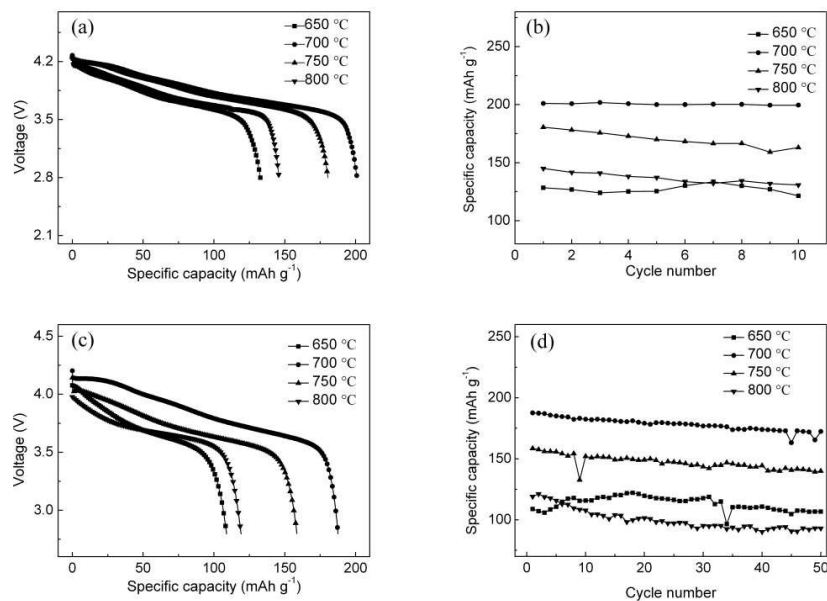 (a)
650 °C
700 °C
750 °C
800 °C
4.2
3.5
2.8
2.1
Voltage (V)
0 50 100 150 200
Specific capacity (mAh g-1)
(b)
650 °C
700 °C
750 °C
800 °C
250
200
150
100
Specific capacity (mAh g-1)
0 2 4 6 8 10
Cycle number
(c)
650 °C
700 °C
750 °C
800 °C
4.5
4.0
3.5
3.0
Voltage (V)
0 50 100 150 200
Specific capacity (mAh g-1)
(d)
650 °C
700 °C
750 °C
800 °C
250
200
150
100
Specific capacity (mAh g-1)
0 10 20 30 40 50
Cycle number